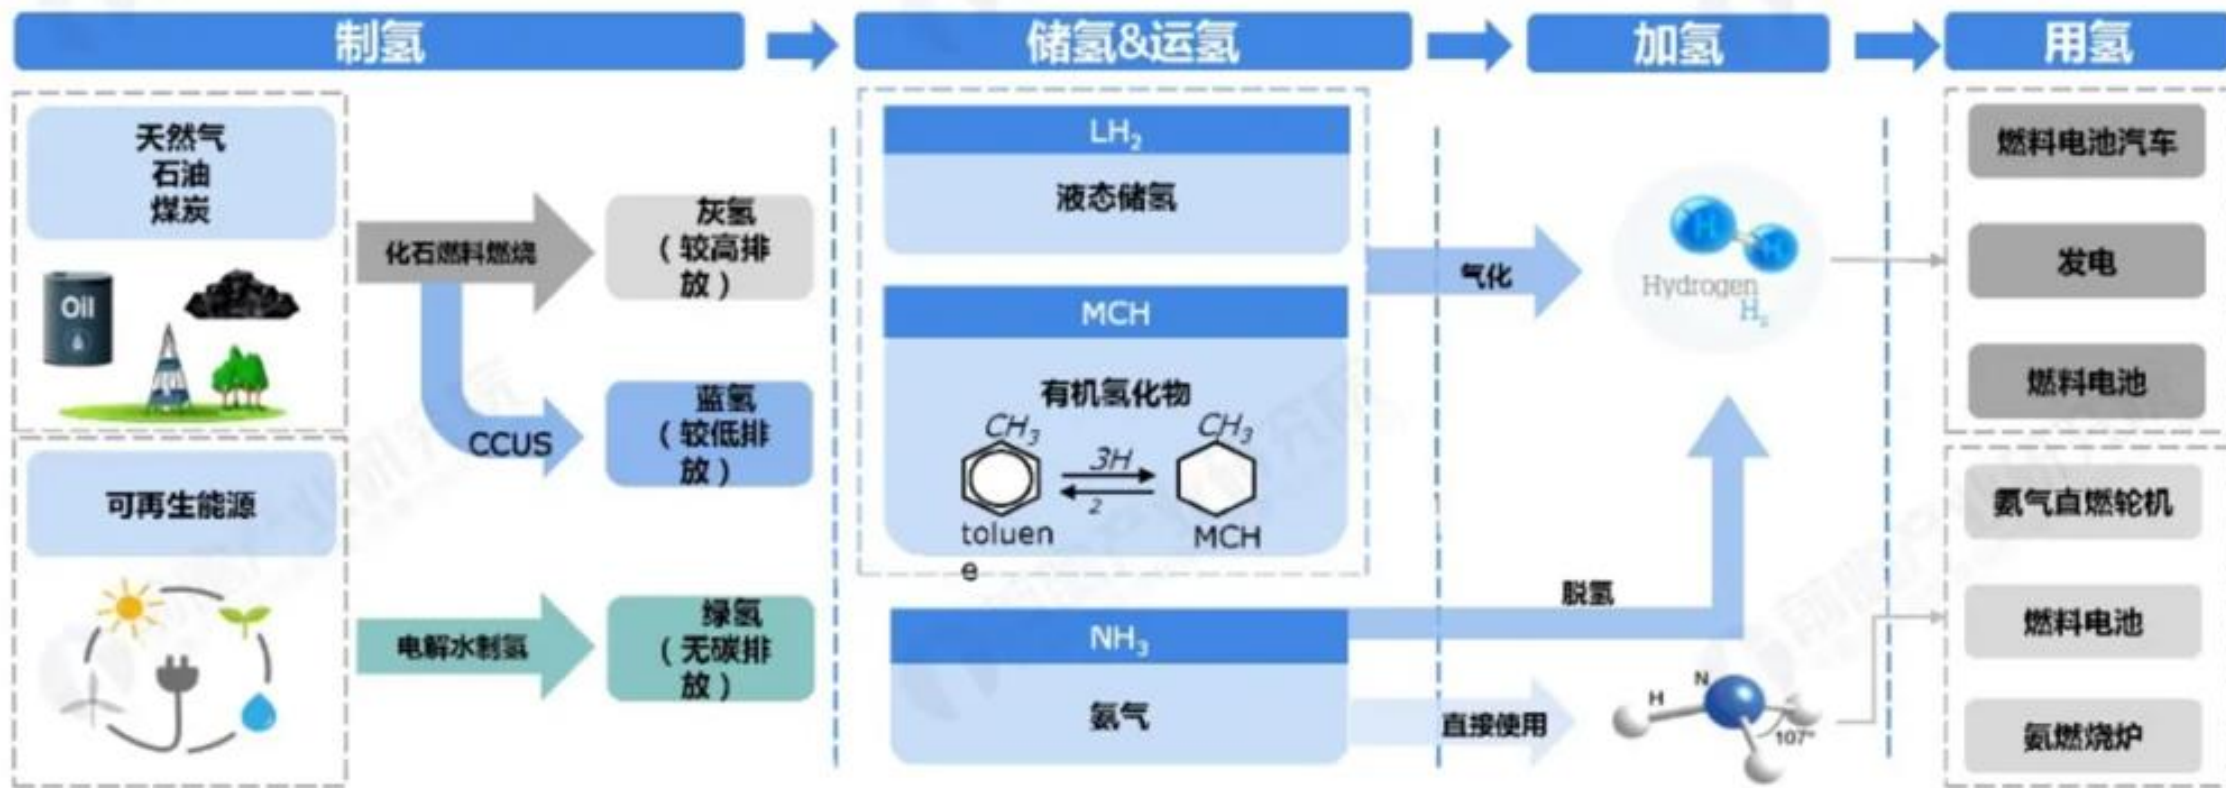 制氢
储氢&运氢
加氢
用氢
天然气
石油
煤炭
Oil
可再生能源
化石燃料燃烧
CCUS
电解水制氢
灰氢
（较高排
放）
蓝氢
（较低排
放）
绿氢
（无碳排
放）
LH₂
液态储氢
MCH
有机氢化物
CH₃
3H
2
CH₃
toluen
e
MCH
NH₃
氨气
气化
脱氢
直接使用
H
H
Hydrogen
H₂
N
H
107°
燃料电池汽车
发电
燃料电池
氨气直燃轮机
燃料电池
氨燃烧炉